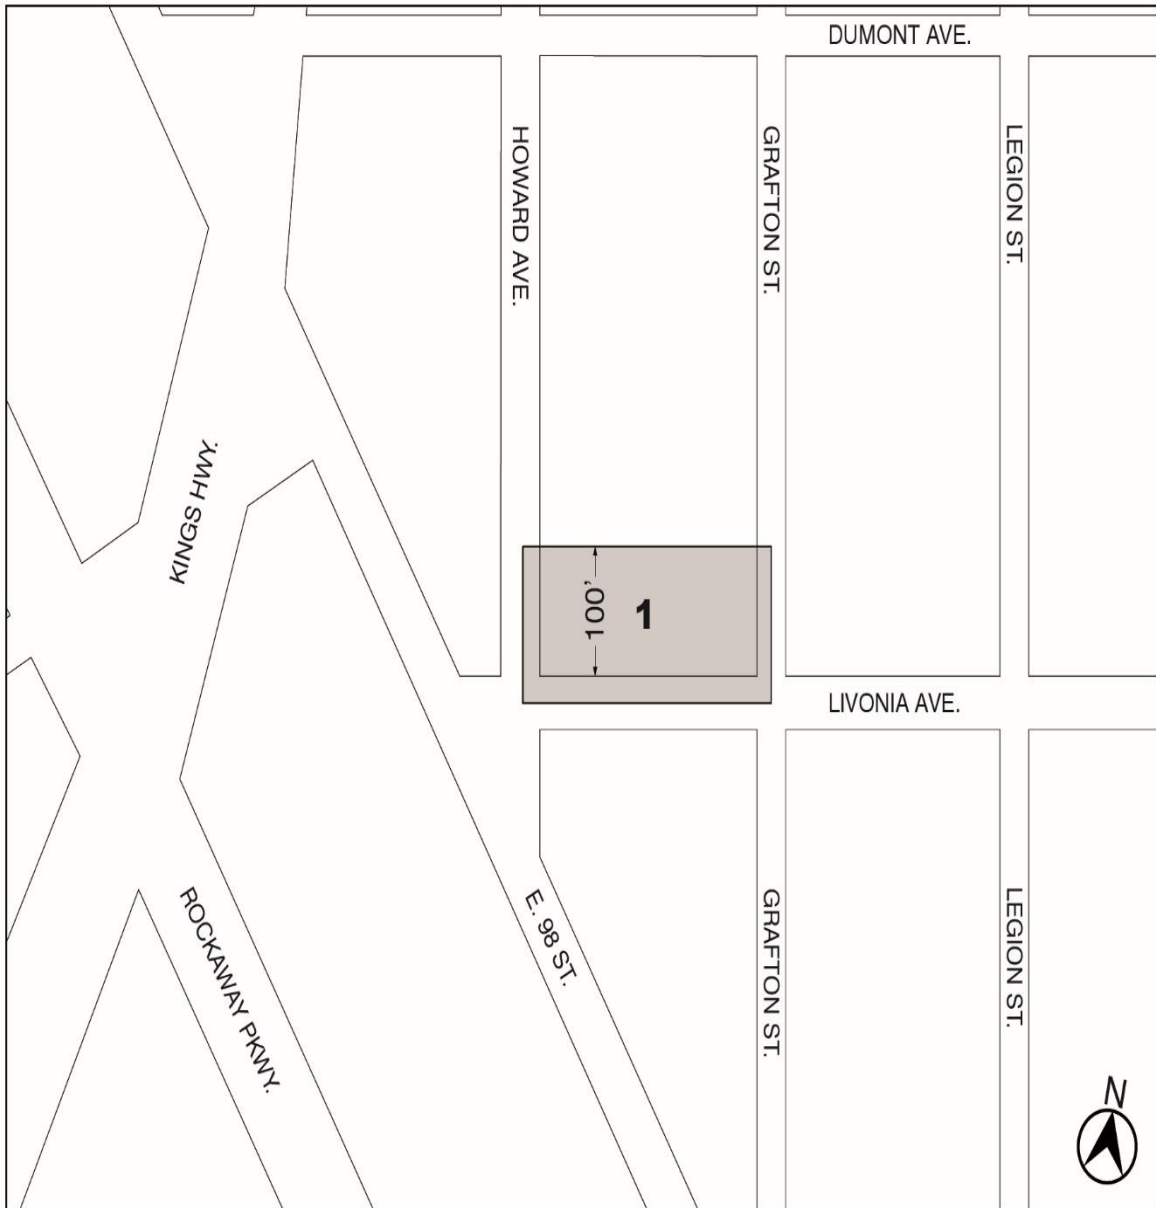 DUMONT AVE.
HOWARD AVE.
GRAFTON ST.
LEGION ST.
KINGS HWY.
100'
1
LIVONIA AVE.
ROCKAWAY PKWY.
E. 98 ST.
GRAFTON ST.
LEGION ST.
N